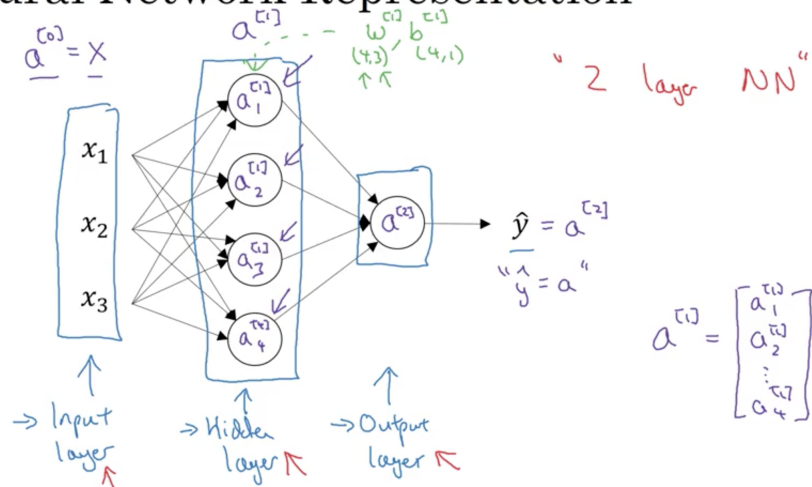 ural Network Representation
a^[0] = X
a^[1]
w^[1], b^[1]
(4,3) (4,1)
"2 layer NN"
x₁
x₂
x₃
a₁^[1]
a₂^[1]
a₃^[1]
a₄^[1]
a^[2]
ŷ = a^[2]
"ŷ = a"
a^[1] = [a₁^[1]
a₂^[1]
⋮
a₄^[1]]
→ Input
layer
→ Hidden
layer
→ Output
layer